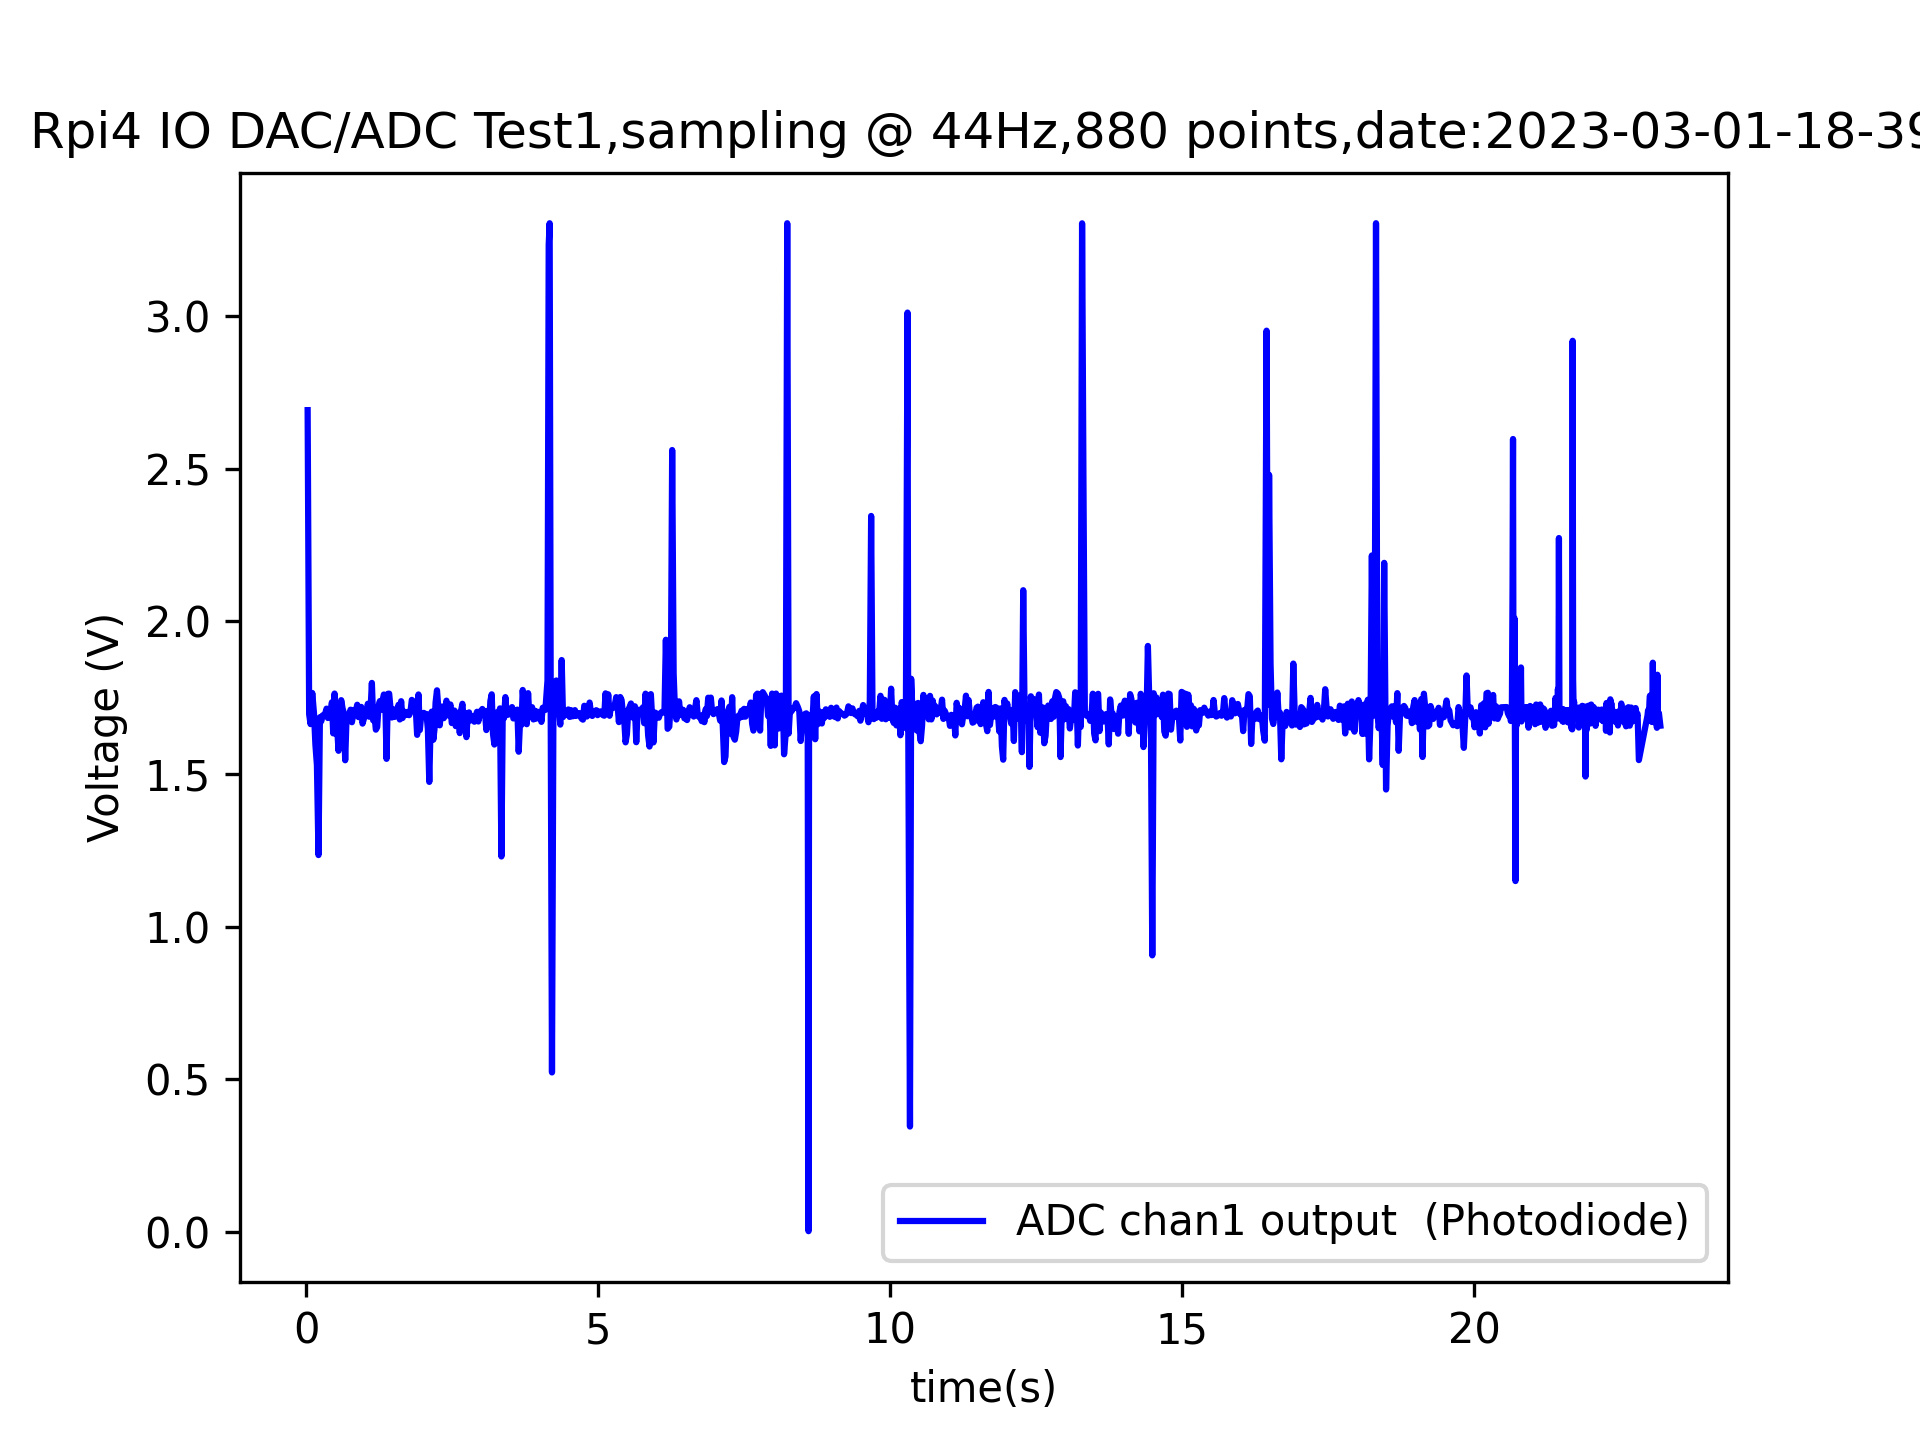 Rpi4 IO DAC/ADC Test1,sampling @ 44Hz,880 points,date:2023-03-01-18-39
3.0
2.5
2.0
1.5
1.0
0.5
0.0
Voltage (V)
ADC chan1 output  (Photodiode)
0 5 10 15 20
time(s)